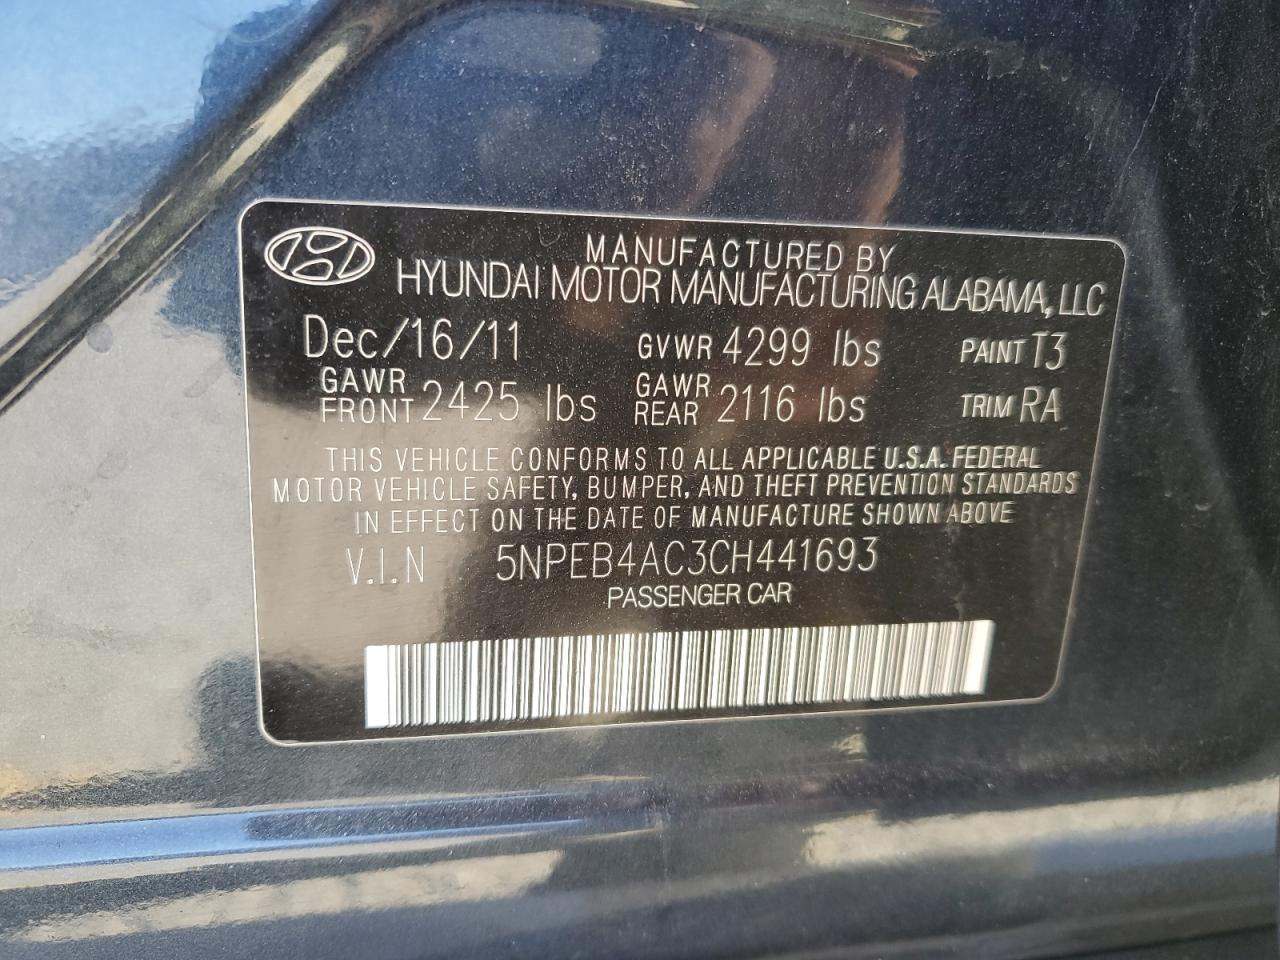 MANUFACTURED BY
HYUNDAI MOTOR MANUFACTURING ALABAMA, LLC
Dec/16/11 GVWR 4299 lbs PAINT T3
GAWR FRONT 2425 lbs GAWR REAR 2116 lbs TRIM RA
THIS VEHICLE CONFORMS TO ALL APPLICABLE U.S.A. FEDERAL
MOTOR VEHICLE SAFETY, BUMPER, AND THEFT PREVENTION STANDARDS
IN EFFECT ON THE DATE OF MANUFACTURE SHOWN ABOVE
V.I.N 5NPEB4AC3CH441693
PASSENGER CAR